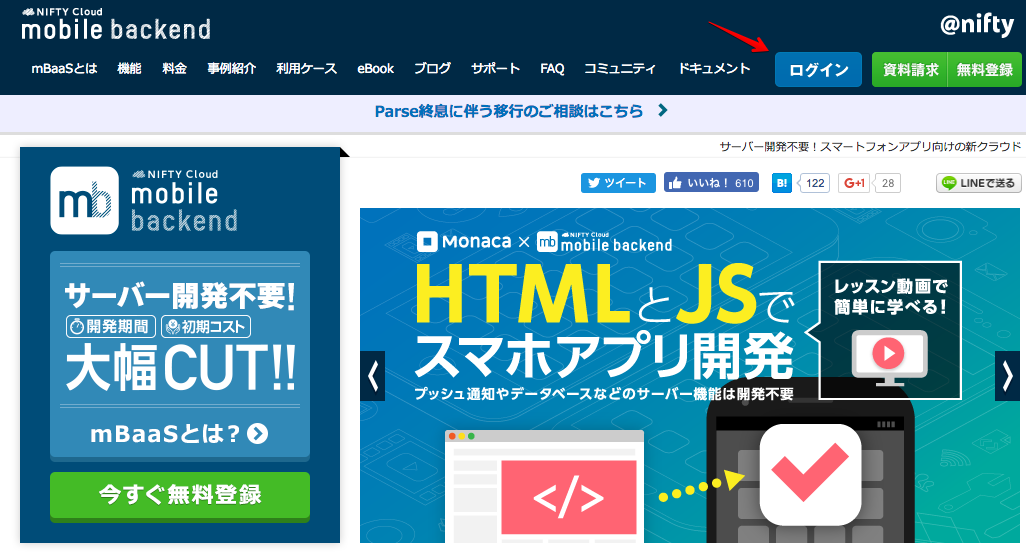 NIFTY Cloud
mobile backend
@nifty
mBaaSとは 機能 料金 事例紹介 利用ケース eBook ブログ サポート FAQ コミュニティ ドキュメント ログイン 資料請求 無料登録
Parse終息に伴う移行のご相談はこちら
サーバー開発不要!スマートフォンアプリ向けの新クラウド
ツイート いいね! 610 B! 122 G+1 28 LINEで送る
mb
NIFTY Cloud
mobile
backend
サーバー開発不要!
開発期間 初期コスト
大幅CUT!!
mBaaSとは?
今すぐ無料登録
Monaca × mb NIFTY Cloud mobile backend
HTMLとJSで
スマホアプリ開発
プッシュ通知やデータベースなどのサーバー機能は開発不要
レッスン動画で
簡単に学べる!
</>